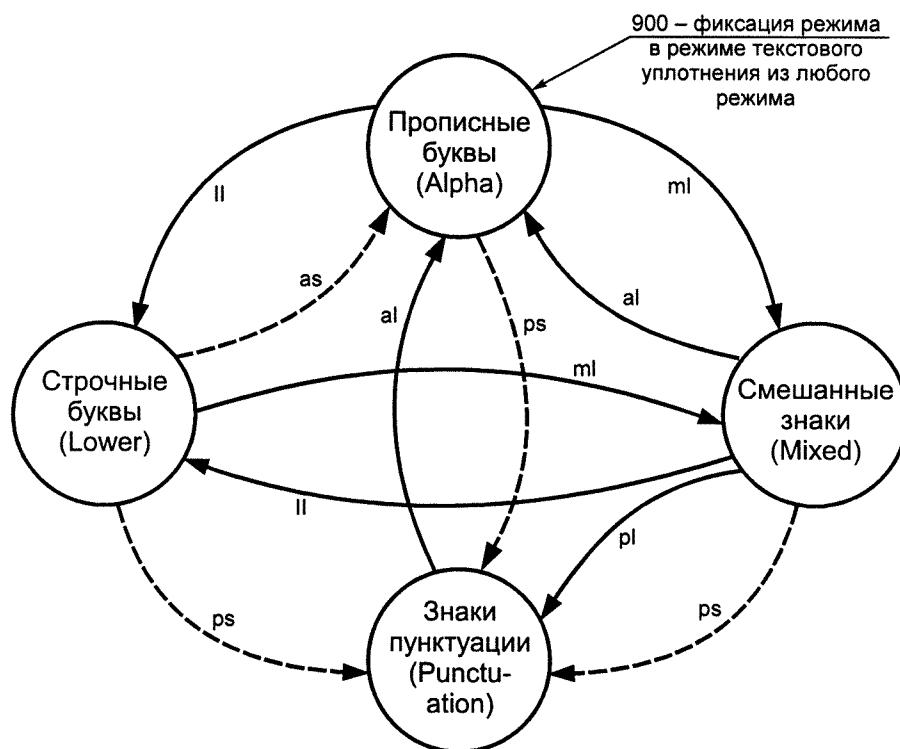 900 – фиксация режима
в режиме текстового
уплотнения из любого
режима
Прописные
буквы
(Alpha)
ll
ml
as
al
ps
al
Строчные
буквы
(Lower)
ml
Смешанные
знаки
(Mixed)
ll
pl
ps
ps
Знаки
пунктуации
(Punctu-
ation)